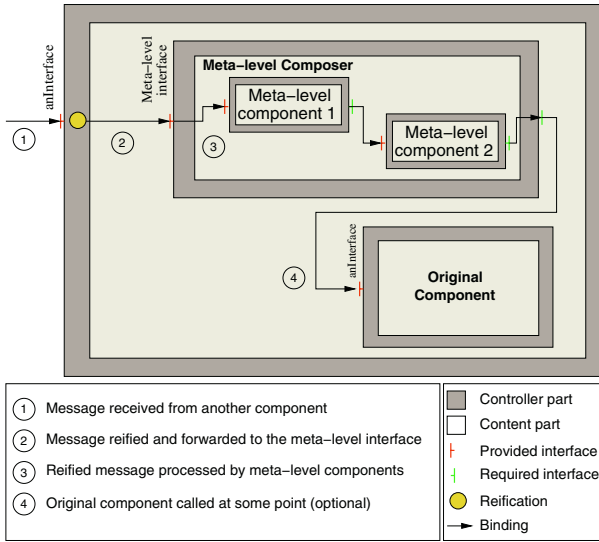 anInterface
Meta-level
interface
Meta-level Composer
Meta-level
component 1
Meta-level
component 2
1
2
3
4
anInterface
Original
Component
1 Message received from another component
2 Message reified and forwarded to the meta-level interface
3 Reified message processed by meta-level components
4 Original component called at some point (optional)
Controller part
Content part
Provided interface
Required interface
Reification
Binding